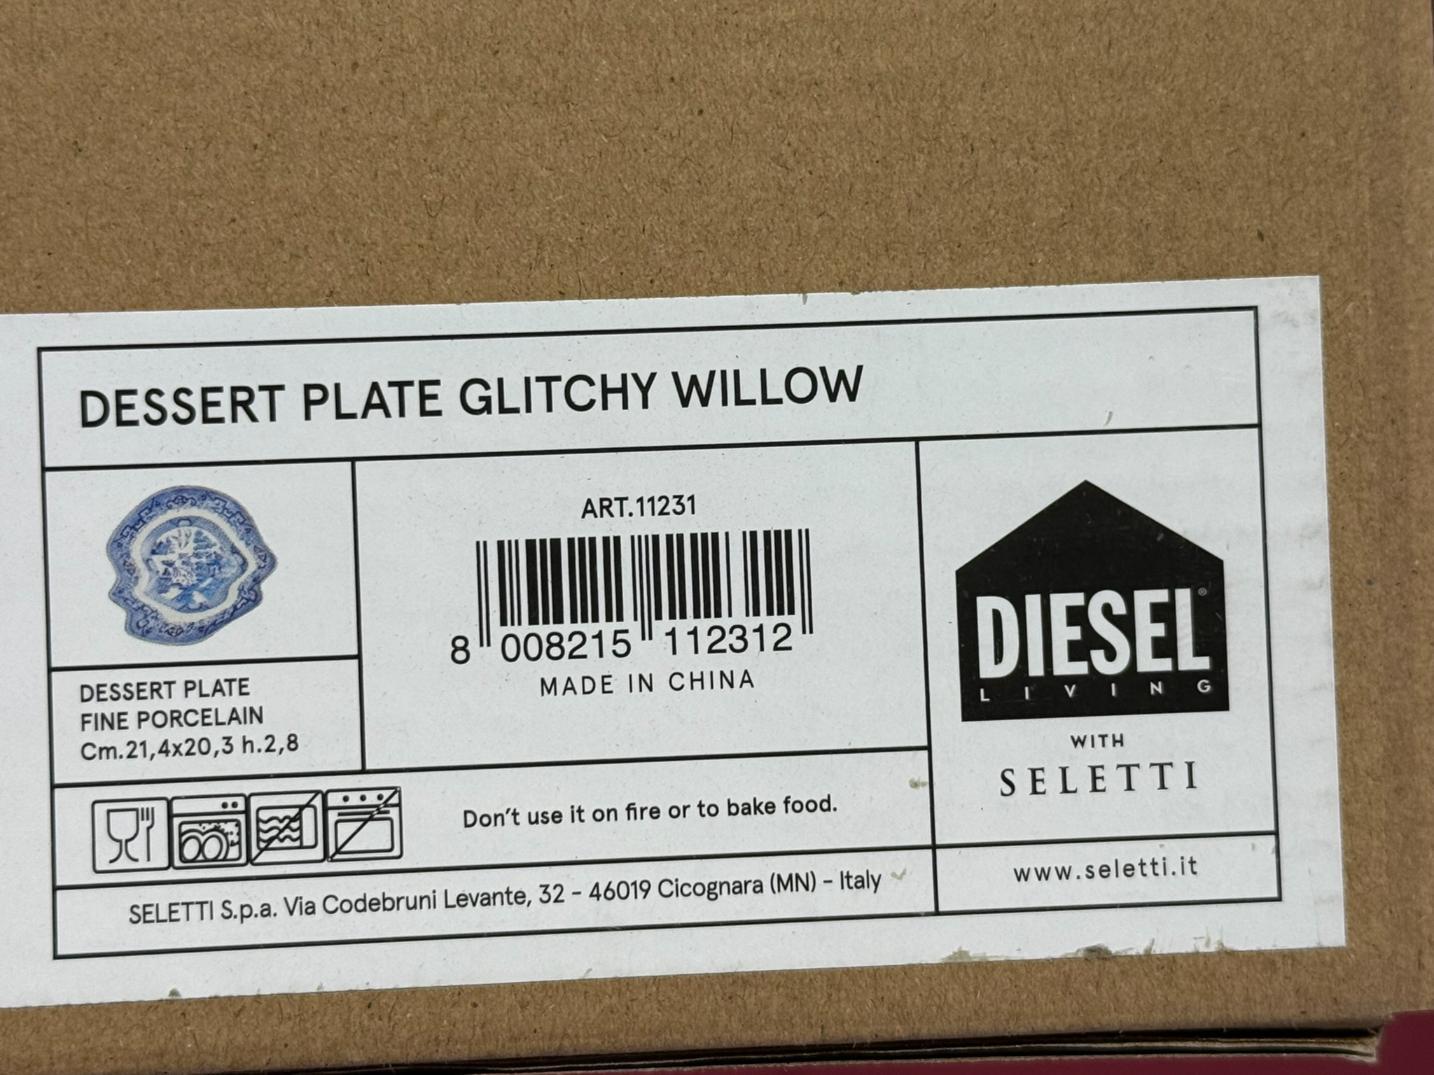 DESSERT PLATE GLITCHY WILLOW
ART.11231
8 008215 112312
MADE IN CHINA
DESSERT PLATE
FINE PORCELAIN
Cm.21,4x20,3 h.2,8
Don't use it on fire or to bake food.
SELETTI S.p.a. Via Codebruni Levante, 32 - 46019 Cicognara (MN) - Italy
DIESEL®
LIVING
WITH
SELETTI
www.seletti.it